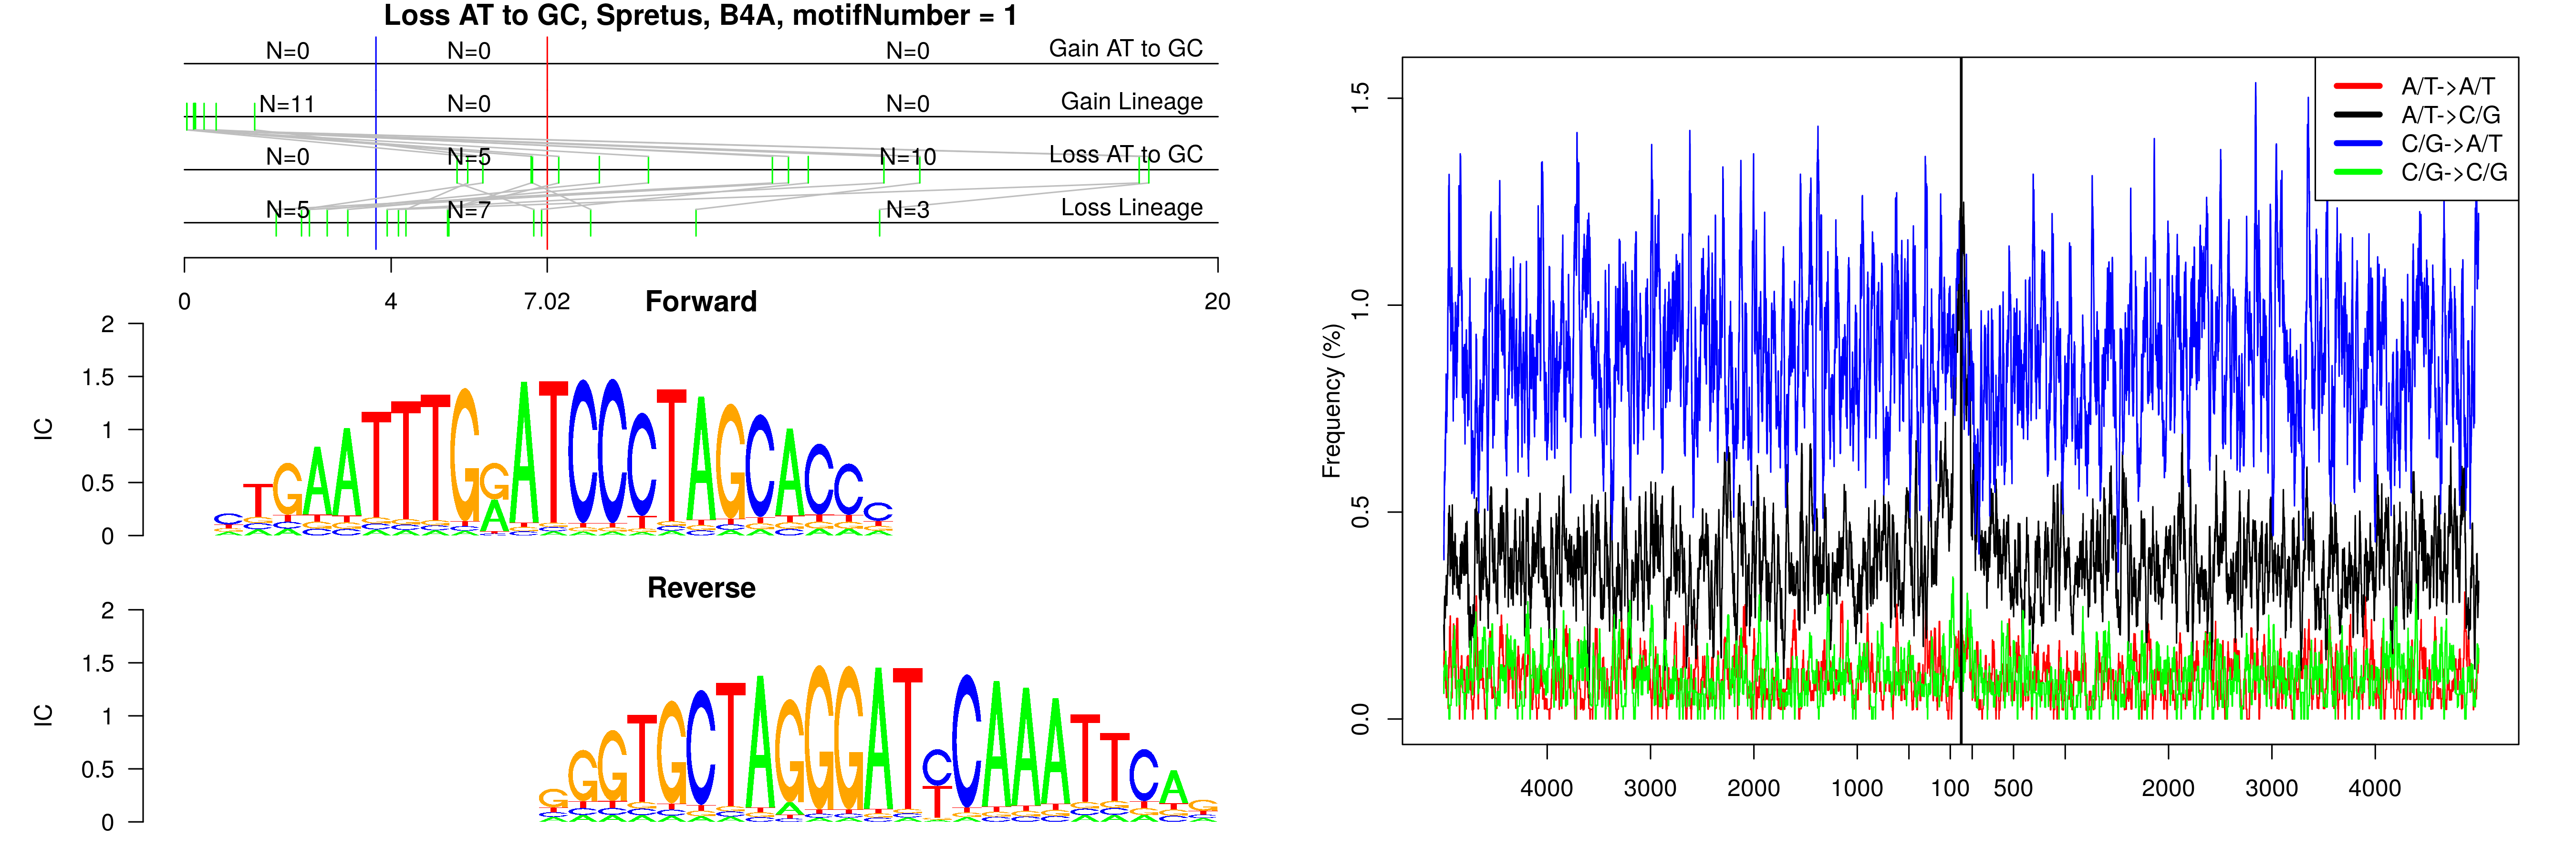 Loss AT to GC, Spretus, B4A, motifNumber = 1
N=0 N=0 N=0 Gain AT to GC
N=11 N=0 N=0 Gain Lineage
N=0 N=5 N=10 Loss AT to GC
N=5 N=7 N=3 Loss Lineage
0 4 7.02 20
Forward
IC
2
1.5
1
0.5
0
CTGAATTTGGATCCCTAGCACCC
A
Reverse
IC
2
1.5
1
0.5
0
GGGTGCTAGGGATCCAAATTCAG
T
Frequency (%)
1.5
1.0
0.5
0.0
A/T->A/T
A/T->C/G
C/G->A/T
C/G->C/G
4000 3000 2000 1000 100 500 2000 3000 4000